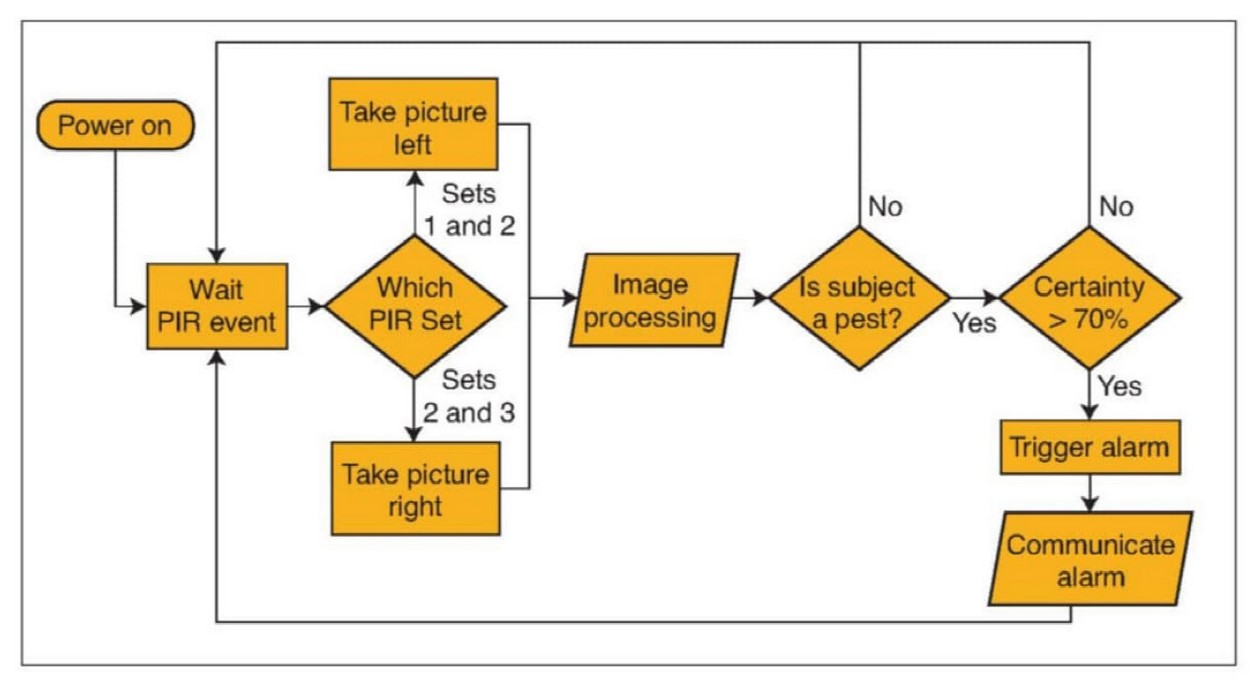 Power on
Wait
PIR event
Which
PIR Set
Sets
1 and 2
Take picture
left
Sets
2 and 3
Take picture
right
Image
processing
Is subject
a pest?
No
Yes
Certainty
> 70%
No
Yes
Trigger alarm
Communicate
alarm